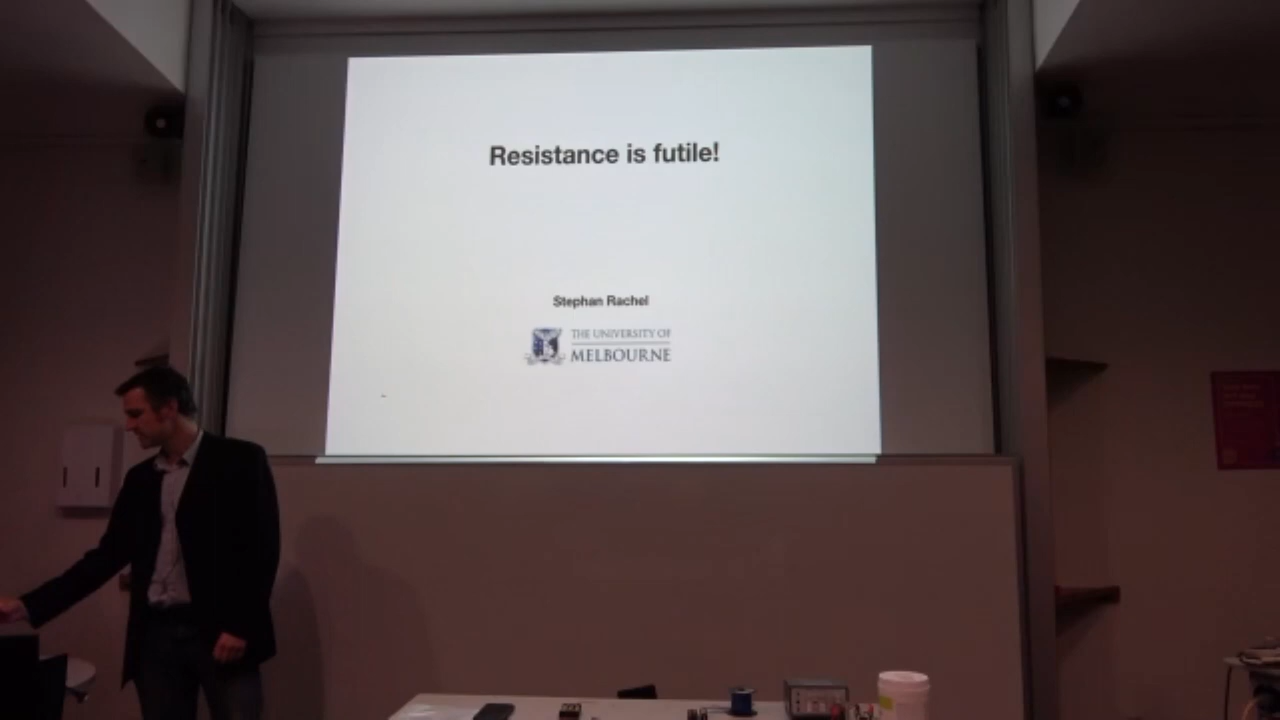 Resistance is futile!
Stephan Rachel
THE UNIVERSITY OF
MELBOURNE